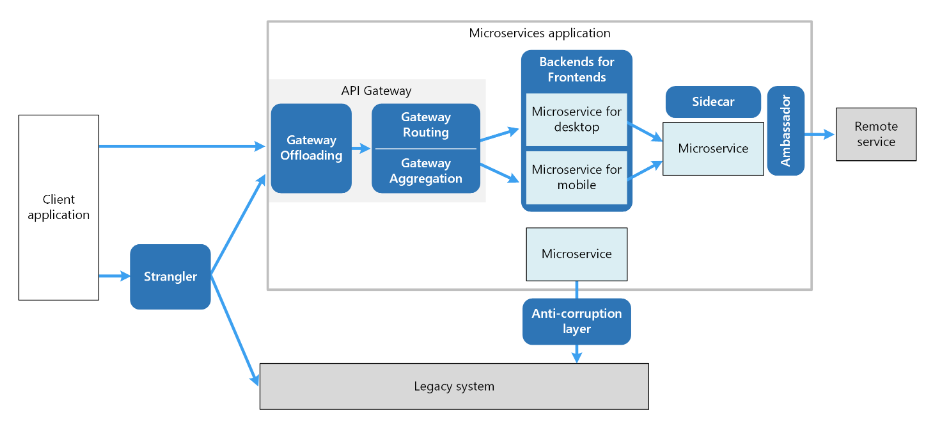 Microservices application
API Gateway
Gateway
Offloading
Gateway
Routing
Gateway
Aggregation
Backends for
Frontends
Microservice for
desktop
Microservice for
mobile
Sidecar
Microservice
Ambassador
Remote
service
Client
application
Strangler
Microservice
Anti-corruption
layer
Legacy system